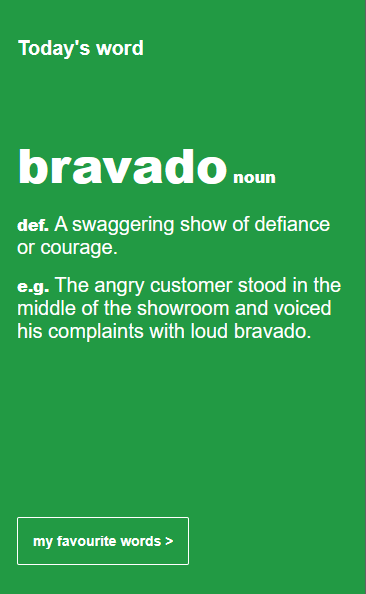 Today's word
bravado noun
def. A swaggering show of defiance
or courage.
e.g. The angry customer stood in the
middle of the showroom and voiced
his complaints with loud bravado.
my favourite words >